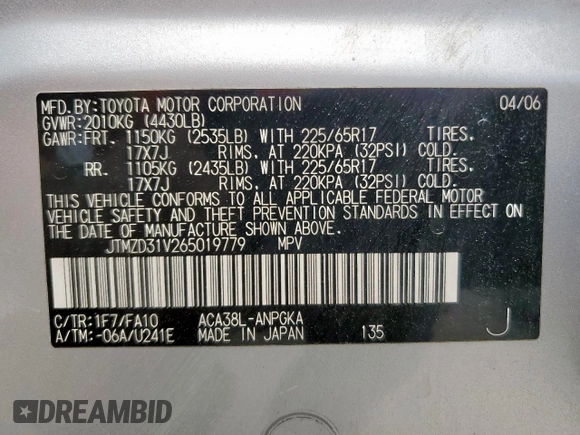 MFD.BY:TOYOTA MOTOR CORPORATION 04/06
GVWR:2010KG (4430LB)
GAWR:FRT. 1150KG (2535LB) WITH 225/65R17 TIRES.
17X7J RIMS, AT 220KPA (32PSI) COLD.
RR. 1105KG (2435LB) WITH 225/65R17 TIRES.
17X7J RIMS, AT 220KPA (32PSI) COLD.
THIS VEHICLE CONFORMS TO ALL APPLICABLE FEDERAL MOTOR
VEHICLE SAFETY AND THEFT PREVENTION STANDARDS IN EFFECT ON
THE DATE OF MANUFACTURE SHOWN ABOVE.
JTMZD31V265019779 MPV
C/TR:1F7/FA10 ACA38L-ANPGKA
A/TM:-06A/U241E MADE IN JAPAN 135 J
DREAMBID